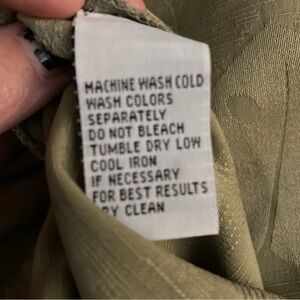 MACHINE WASH COLD
WASH COLORS
SEPARATELY
DO NOT BLEACH
TUMBLE DRY LOW
COOL IRON
IF NECESSARY
FOR BEST RESULTS
RY CLEAN